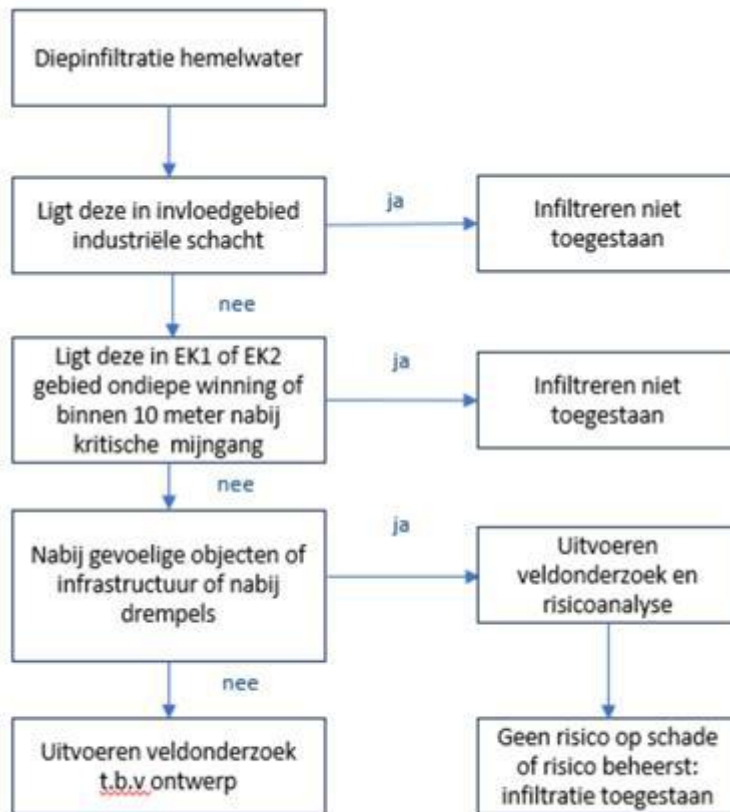 Diepinfiltratie hemelwater
Ligt deze in invloedgebied
industriële schacht
ja
Infiltreren niet
toegestaan
nee
Ligt deze in EK1 of EK2
gebied ondiepe winning of
binnen 10 meter nabij
kritische mijngang
ja
Infiltreren niet
toegestaan
nee
Nabij gevoelige objecten of
infrastructuur of nabij
drempels
ja
Uitvoeren
veldonderzoek en
risicoanalyse
nee
Uitvoeren veldonderzoek
t.b.v ontwerp
Geen risico op schade
of risico beheerst:
infiltratie toegestaan